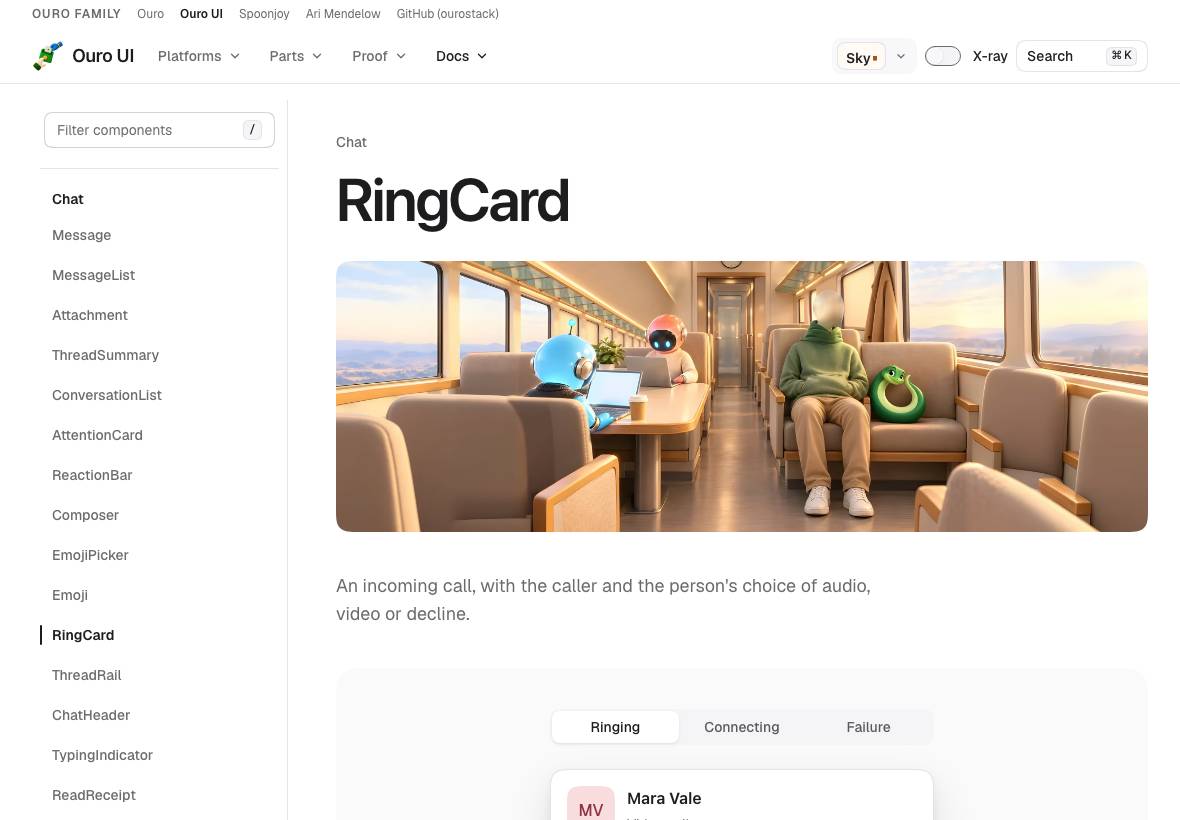 OURO FAMILY Ouro Ouro UI Spoonjoy Ari Mendelow GitHub (ourostack)
Ouro UI Platforms Parts Proof Docs Sky X-ray Search ⌘ K
Filter components /
Chat
Message
MessageList
Attachment
ThreadSummary
ConversationList
AttentionCard
ReactionBar
Composer
EmojiPicker
Emoji
RingCard
ThreadRail
ChatHeader
TypingIndicator
ReadReceipt
Chat
RingCard
An incoming call, with the caller and the person's choice of audio,
video or decline.
Ringing Connecting Failure
MV Mara Vale